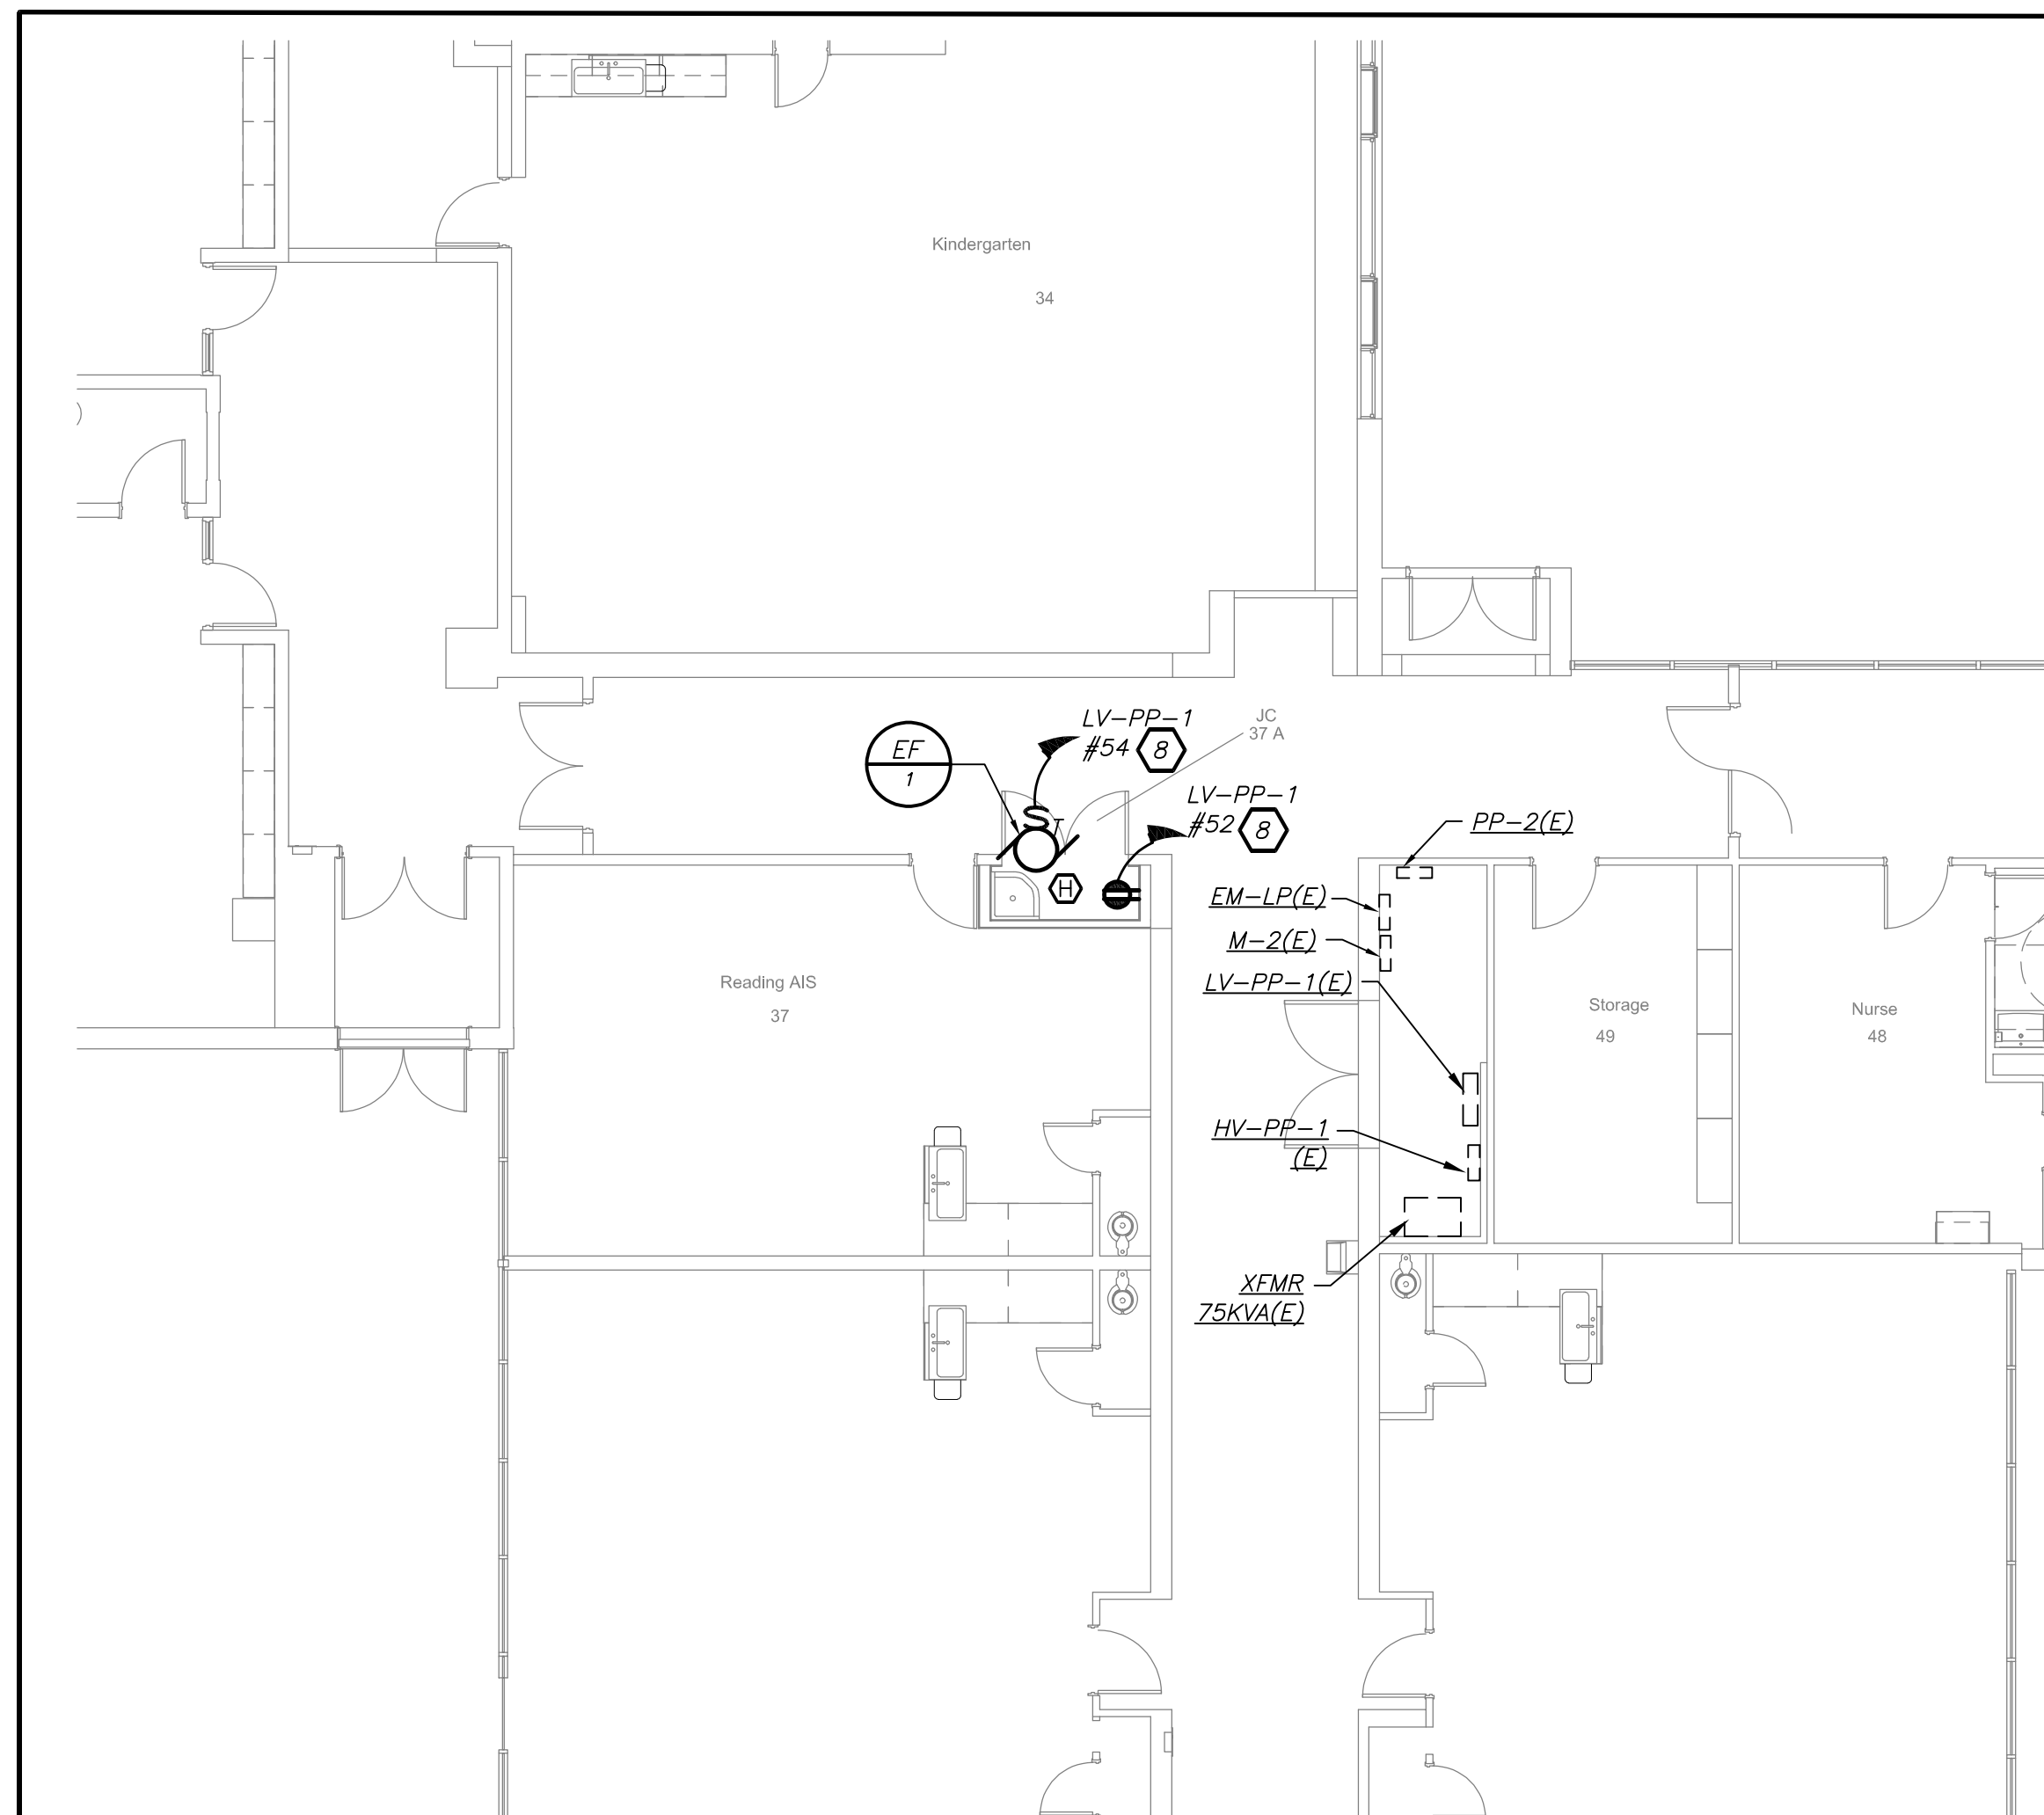 Kindergarten
34
JC
37 A
LV-PP-1
#54 8
EF
1
LV-PP-1
#52 8
S
T
H
PP-2(E)
EM-LP(E)
M-2(E)
LV-PP-1(E)
Reading AIS
37
Storage
49
Nurse
48
HV-PP-1
(E)
XFMR
75KVA(E)